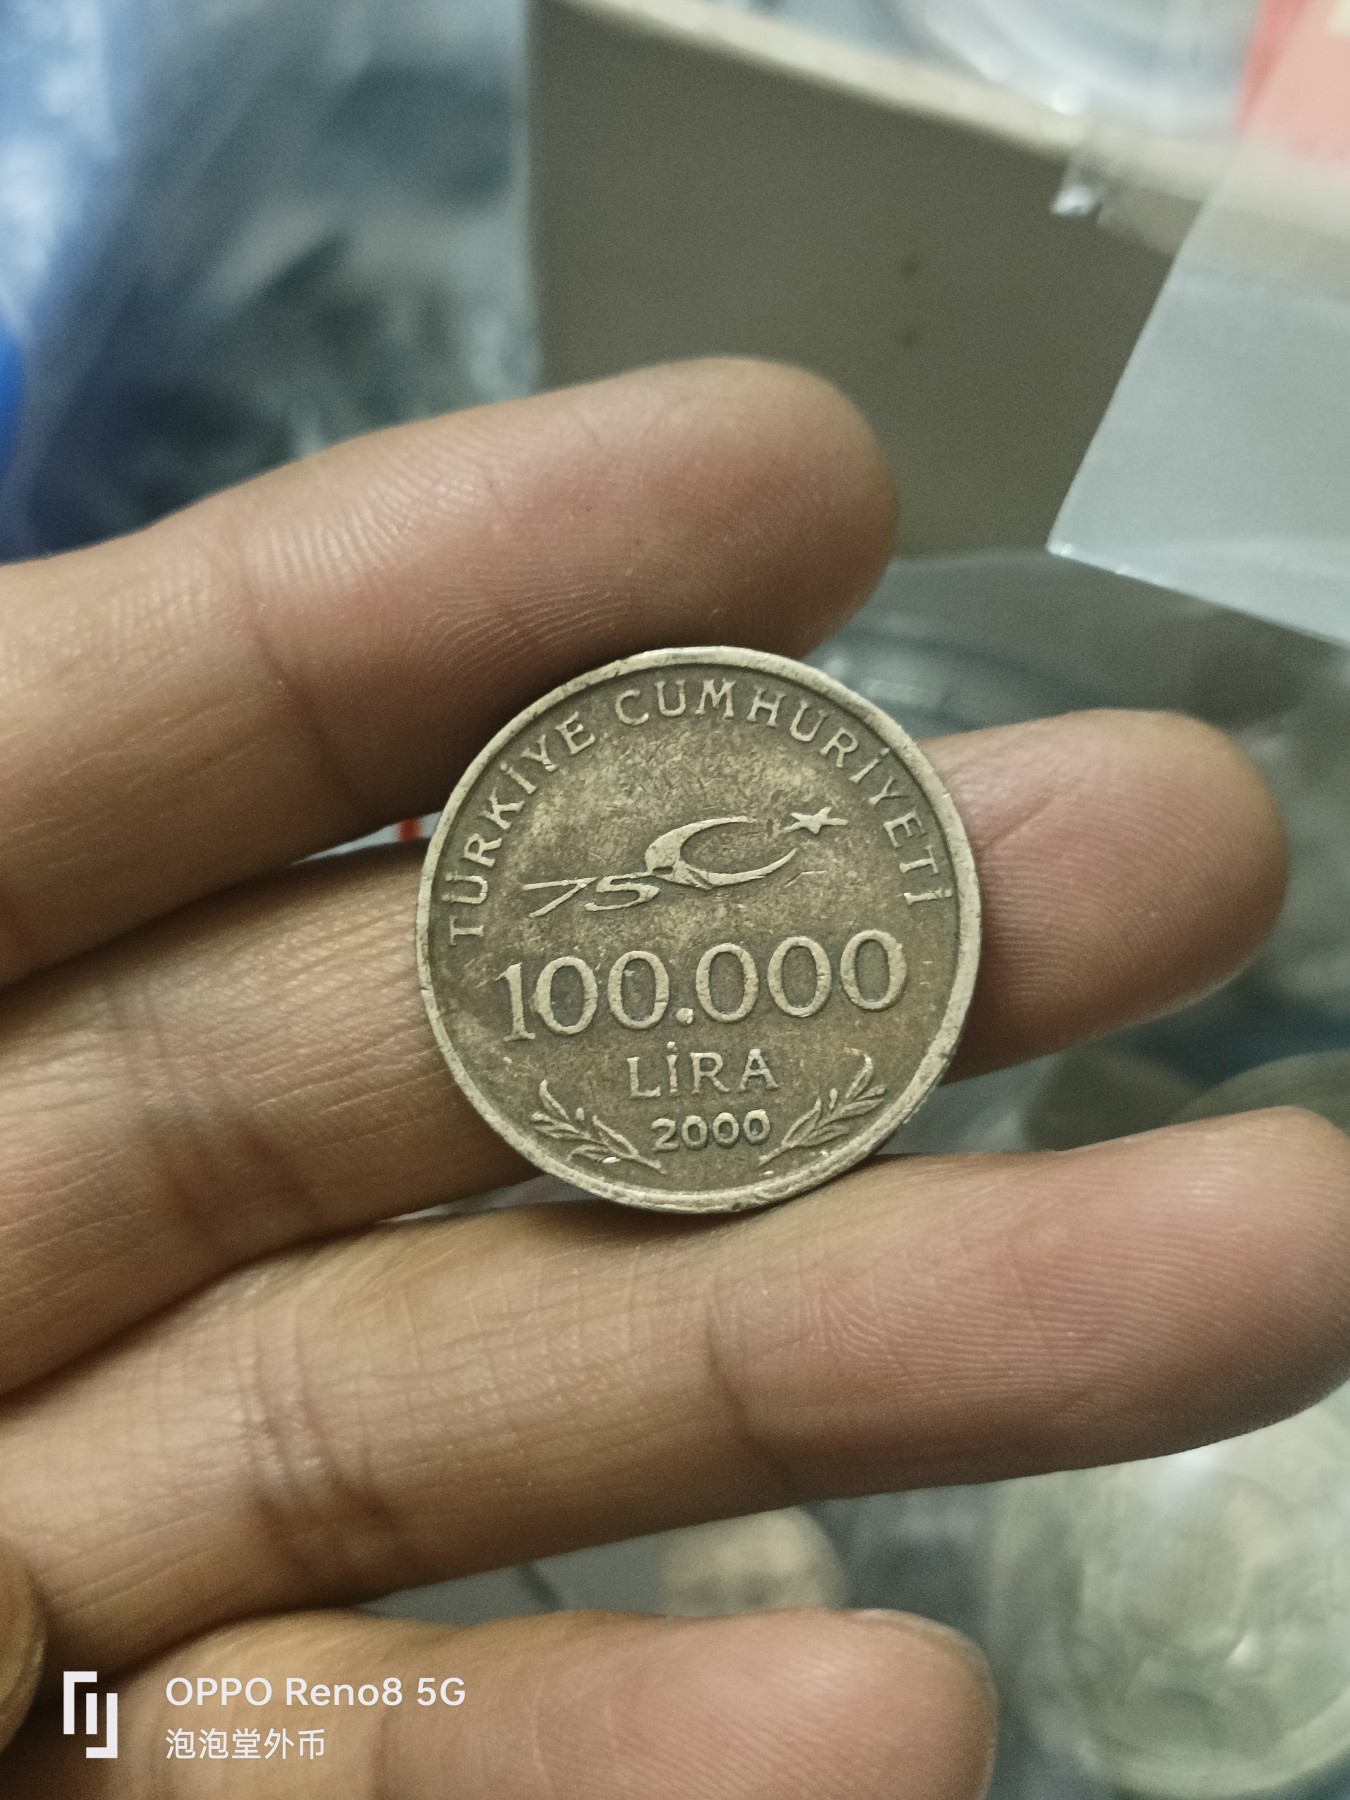 TÜRKİYE CUMHURİYETİ
75
100.000
LİRA
2000
OPPO Reno8 5G
泡泡堂外币